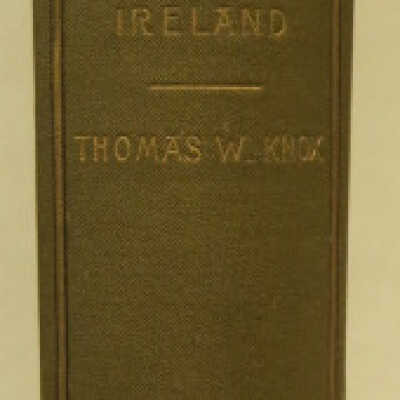 IRELAND
THOMAS W. KNOX